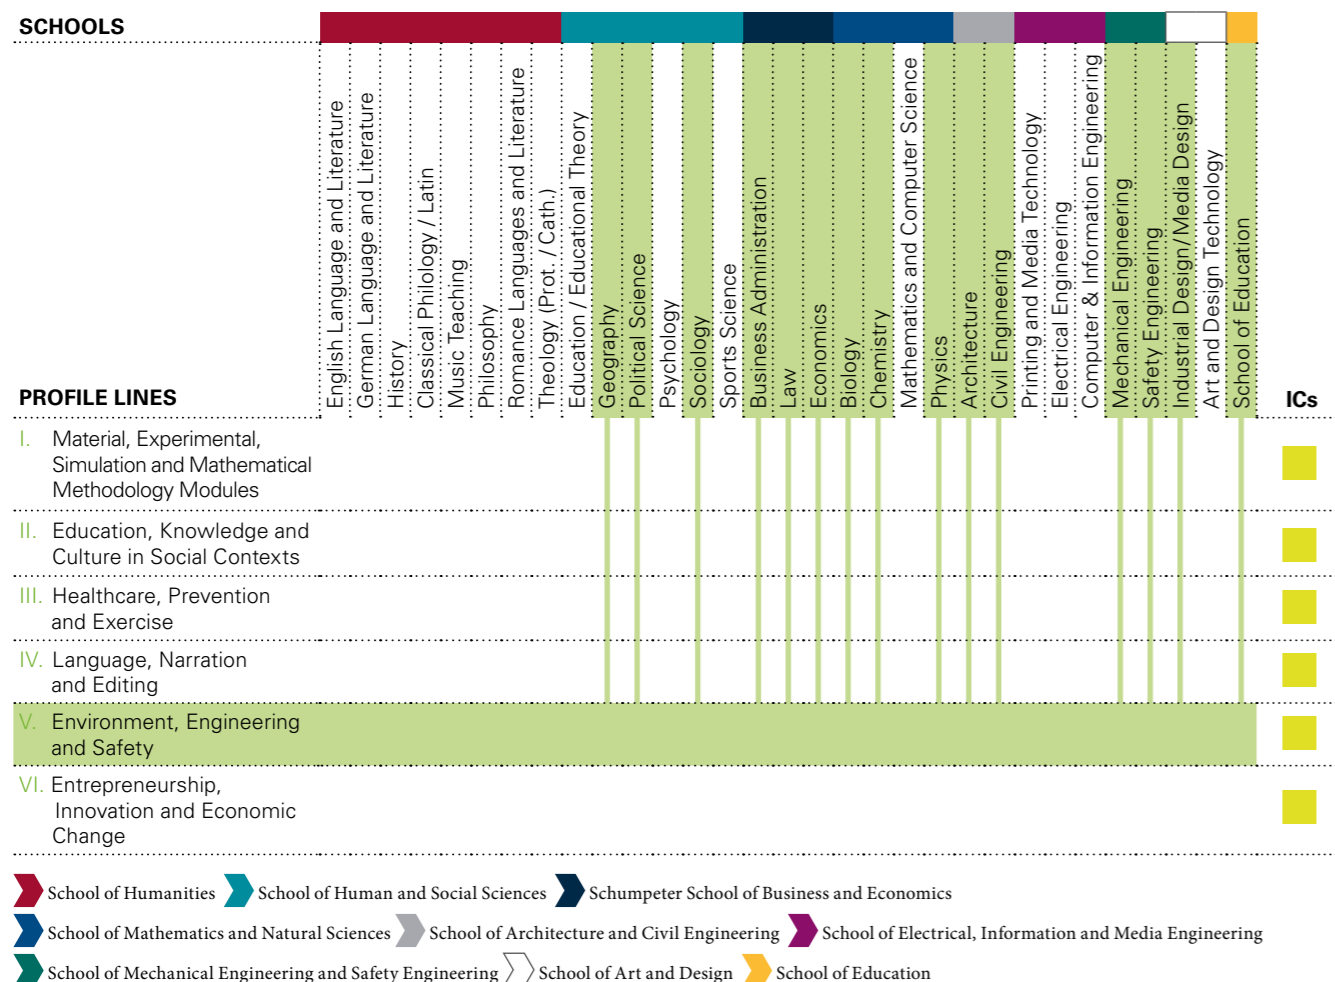 SCHOOLS
English Language and Literature
German Language and Literature
History
Classical Philology / Latin
Music Teaching
Philosophy
Romance Languages and Literature
Theology (Prot. / Cath.)
Education / Educational Theory
Geography
Political Science
Psychology
Sociology
Sports Science
Business Administration
Law
Economics
Biology
Chemistry
Mathematics and Computer Science
Physics
Architecture
Civil Engineering
Printing and Media Technology
Electrical Engineering
Computer & Information Engineering
Mechanical Engineering
Safety Engineering
Industrial Design/Media Design
Art and Design Technology
School of Education
PROFILE LINES
ICs
I. Material, Experimental,
Simulation and Mathematical
Methodology Modules
II. Education, Knowledge and
Culture in Social Contexts
III. Healthcare, Prevention
and Exercise
IV. Language, Narration
and Editing
V. Environment, Engineering
and Safety
VI. Entrepreneurship,
Innovation and Economic
Change
School of Humanities School of Human and Social Sciences Schumpeter School of Business and Economics
School of Mathematics and Natural Sciences School of Architecture and Civil Engineering School of Electrical, Information and Media Engineering
School of Mechanical Engineering and Safety Engineering School of Art and Design School of Education